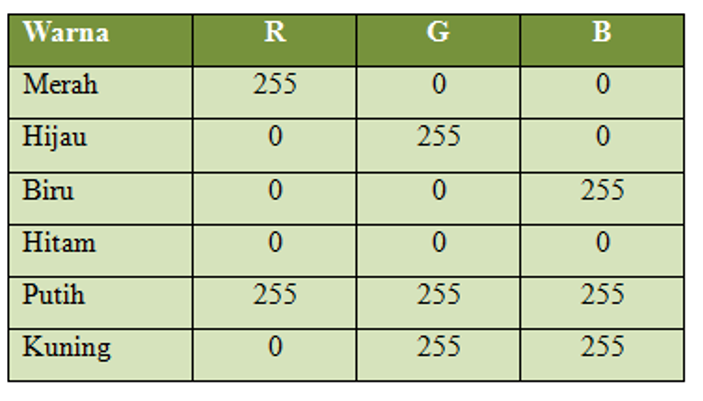 Warna R G B
Merah 255 0 0
Hijau 0 255 0
Biru 0 0 255
Hitam 0 0 0
Putih 255 255 255
Kuning 0 255 255